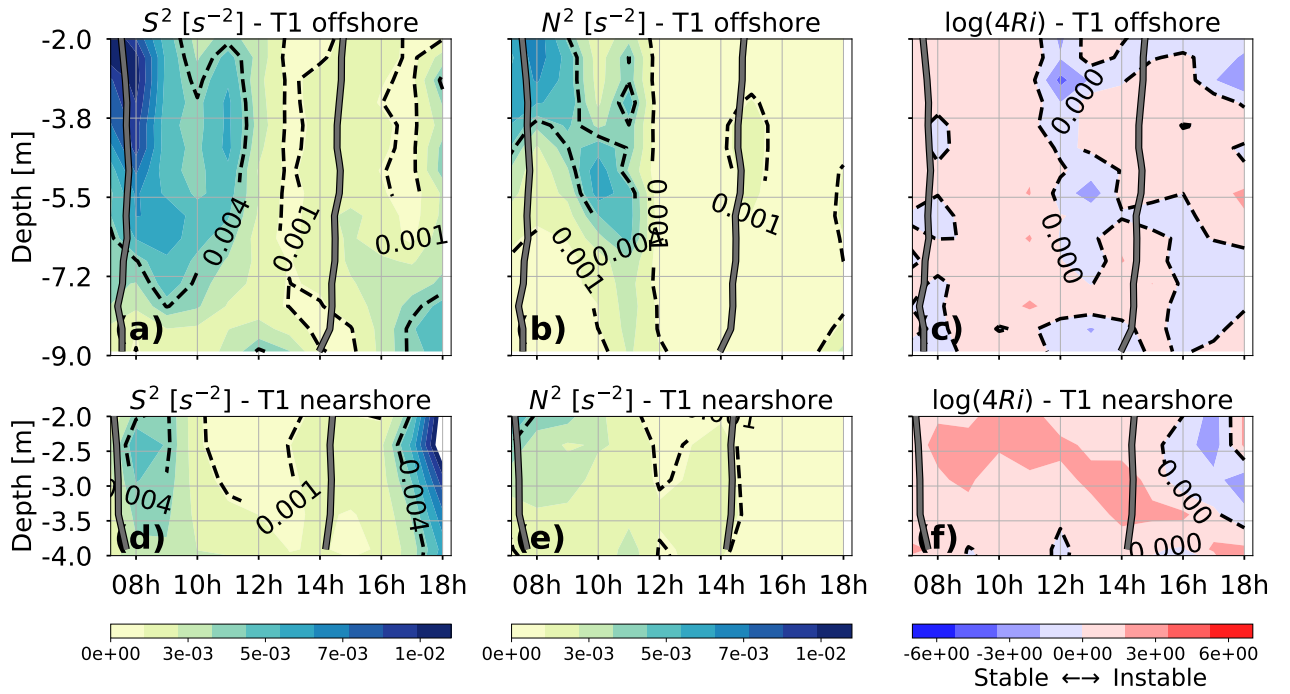 S² [s⁻²] - T1 offshore
N² [s⁻²] - T1 offshore
log(4Ri) - T1 offshore
Depth [m]
-2.0
-3.8
-5.5
-7.2
-9.0
0.004
0.001
0.001
a)
0.001
0.004
0.001
0.001
b)
0.000
0.000
c)
S² [s⁻²] - T1 nearshore
N² [s⁻²] - T1 nearshore
log(4Ri) - T1 nearshore
Depth [m]
-2.0
-2.5
-3.0
-3.5
-4.0
0.004
0.001
0.004
d)
e)
0.000
0.000
f)
08h 10h 12h 14h 16h 18h
08h 10h 12h 14h 16h 18h
08h 10h 12h 14h 16h 18h
0e+00 3e-03 5e-03 7e-03 1e-02
0e+00 3e-03 5e-03 7e-03 1e-02
-6e+00 -3e+00 0e+00 3e+00 6e+00
Stable ←→ Instable